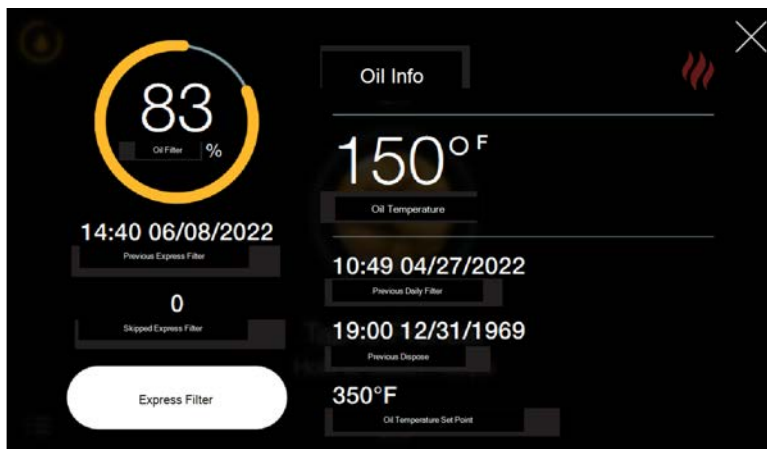 83
Oil Filter %
14:40 06/08/2022
Previous Express Filter
0
Skipped Express Filter
Express Filter
Oil Info
150° F
Oil Temperature
10:49 04/27/2022
Previous Daily Filter
19:00 12/31/1969
Previous Dispose
350°F
Oil Temperature Set Point